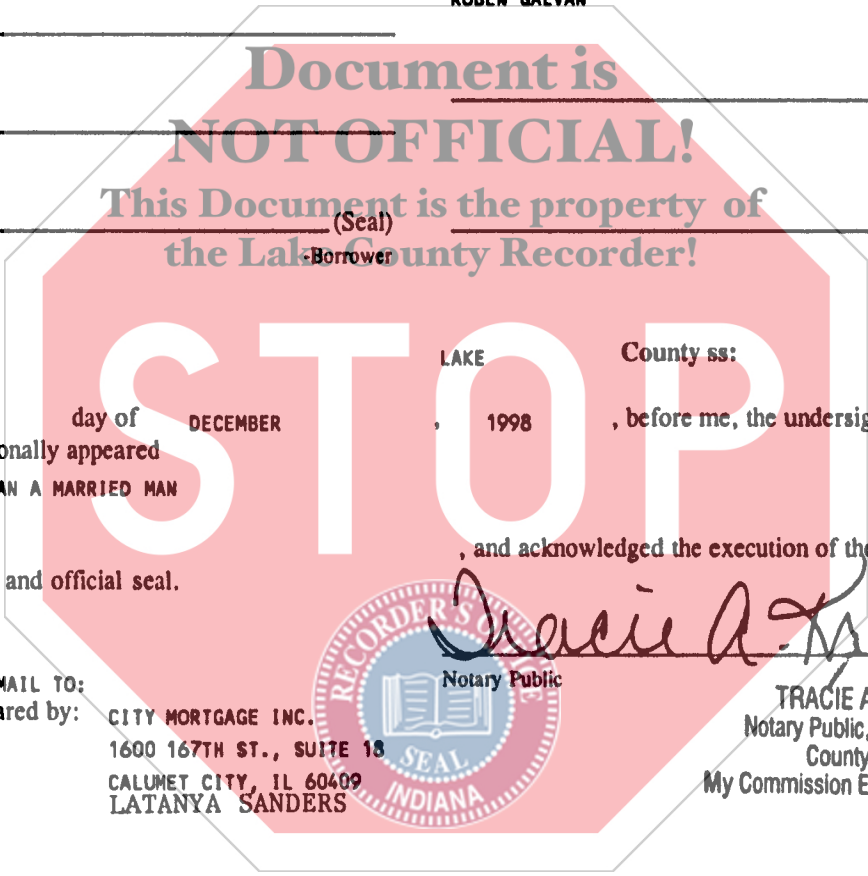 RUBEN GALVAN
Document is
NOT OFFICIAL!
This Document is the property of
(Seal)
the Lake County Recorder!
-Borrower
STOP
LAKE County ss:
day of DECEMBER , 1998 , before me, the undersig
onally appeared
AN A MARRIED MAN
, and acknowledged the execution of the
and official seal.
Tracie A.
Notary Public
MAIL TO:
ared by: CITY MORTGAGE INC.
1600 167TH ST., SUITE 18
CALUMET CITY, IL 60409
LATANYA SANDERS
TRACIE A
Notary Public,
County
My Commission E
RECORDER'S OFFICE
SEAL
INDIANA